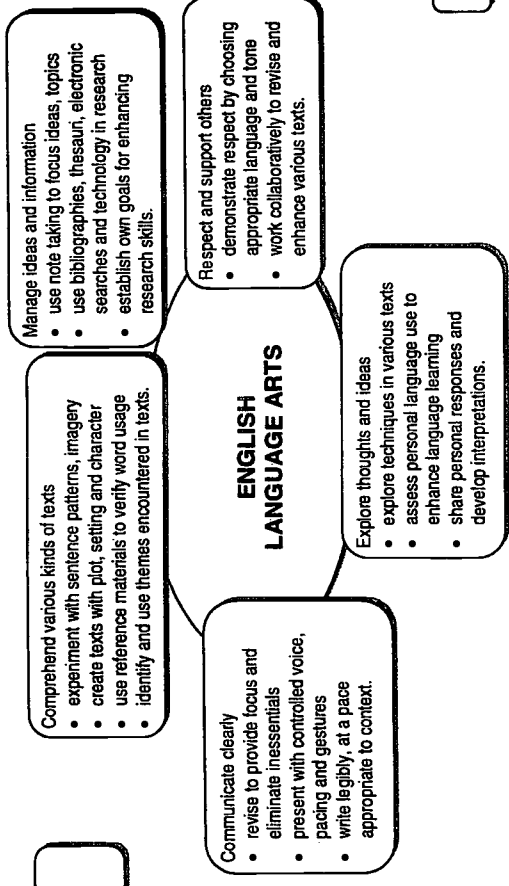 Comprehend various kinds of texts
• experiment with sentence patterns, imagery
• create texts with plot, setting and character
• use reference materials to verify word usage
• identify and use themes encountered in texts.
Manage ideas and information
• use note taking to focus ideas, topics
• use bibliographies, thesauri, electronic
searches and technology in research
• establish own goals for enhancing
research skills.
Communicate clearly
• revise to provide focus and
eliminate inessentials
• present with controlled voice,
pacing and gestures
• write legibly, at a pace
appropriate to context.
ENGLISH
LANGUAGE ARTS
Respect and support others
• demonstrate respect by choosing
appropriate language and tone
• work collaboratively to revise and
enhance various texts.
Explore thoughts and ideas
• explore techniques in various texts
• assess personal language use to
enhance language learning
• share personal responses and
develop interpretations.